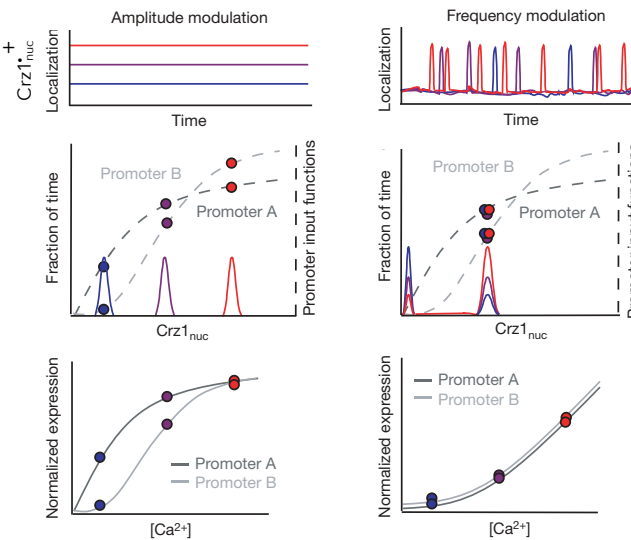 Amplitude modulation
Frequency modulation
Crz1•nuc +
Localization
Time
Localization
Time
Fraction of time
Promoter B
Promoter A
Promoter input functions
Crz1nuc
Fraction of time
Promoter B
Promoter A
Crz1nuc
Normalized expression
Promoter A
Promoter B
[Ca2+]
Normalized expression
Promoter A
Promoter B
[Ca2+]